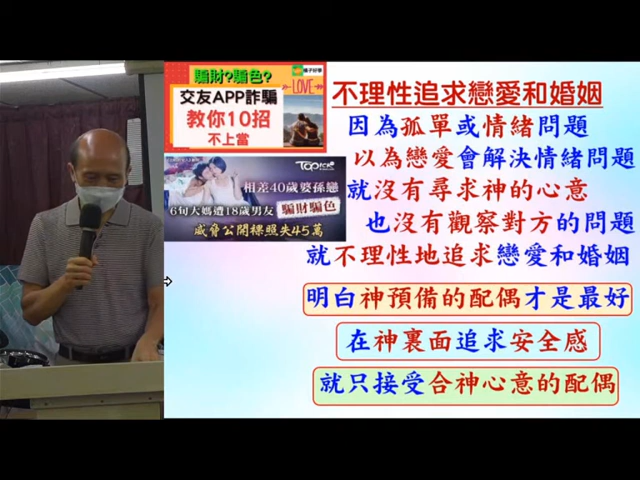 騙財?騙色?
交友APP詐騙
教你10招
不上當
LOVE
相差40歲婆孫戀
6旬大媽遭18歲男友 騙財騙色
威脅公開裸照失45萬
不理性追求戀愛和婚姻
因為孤單或情緒問題
以為戀愛會解決情緒問題
就沒有尋求神的心意
也沒有觀察對方的問題
就不理性地追求戀愛和婚姻
明白神預備的配偶才是最好
在神裏面追求安全感
就只接受合神心意的配偶